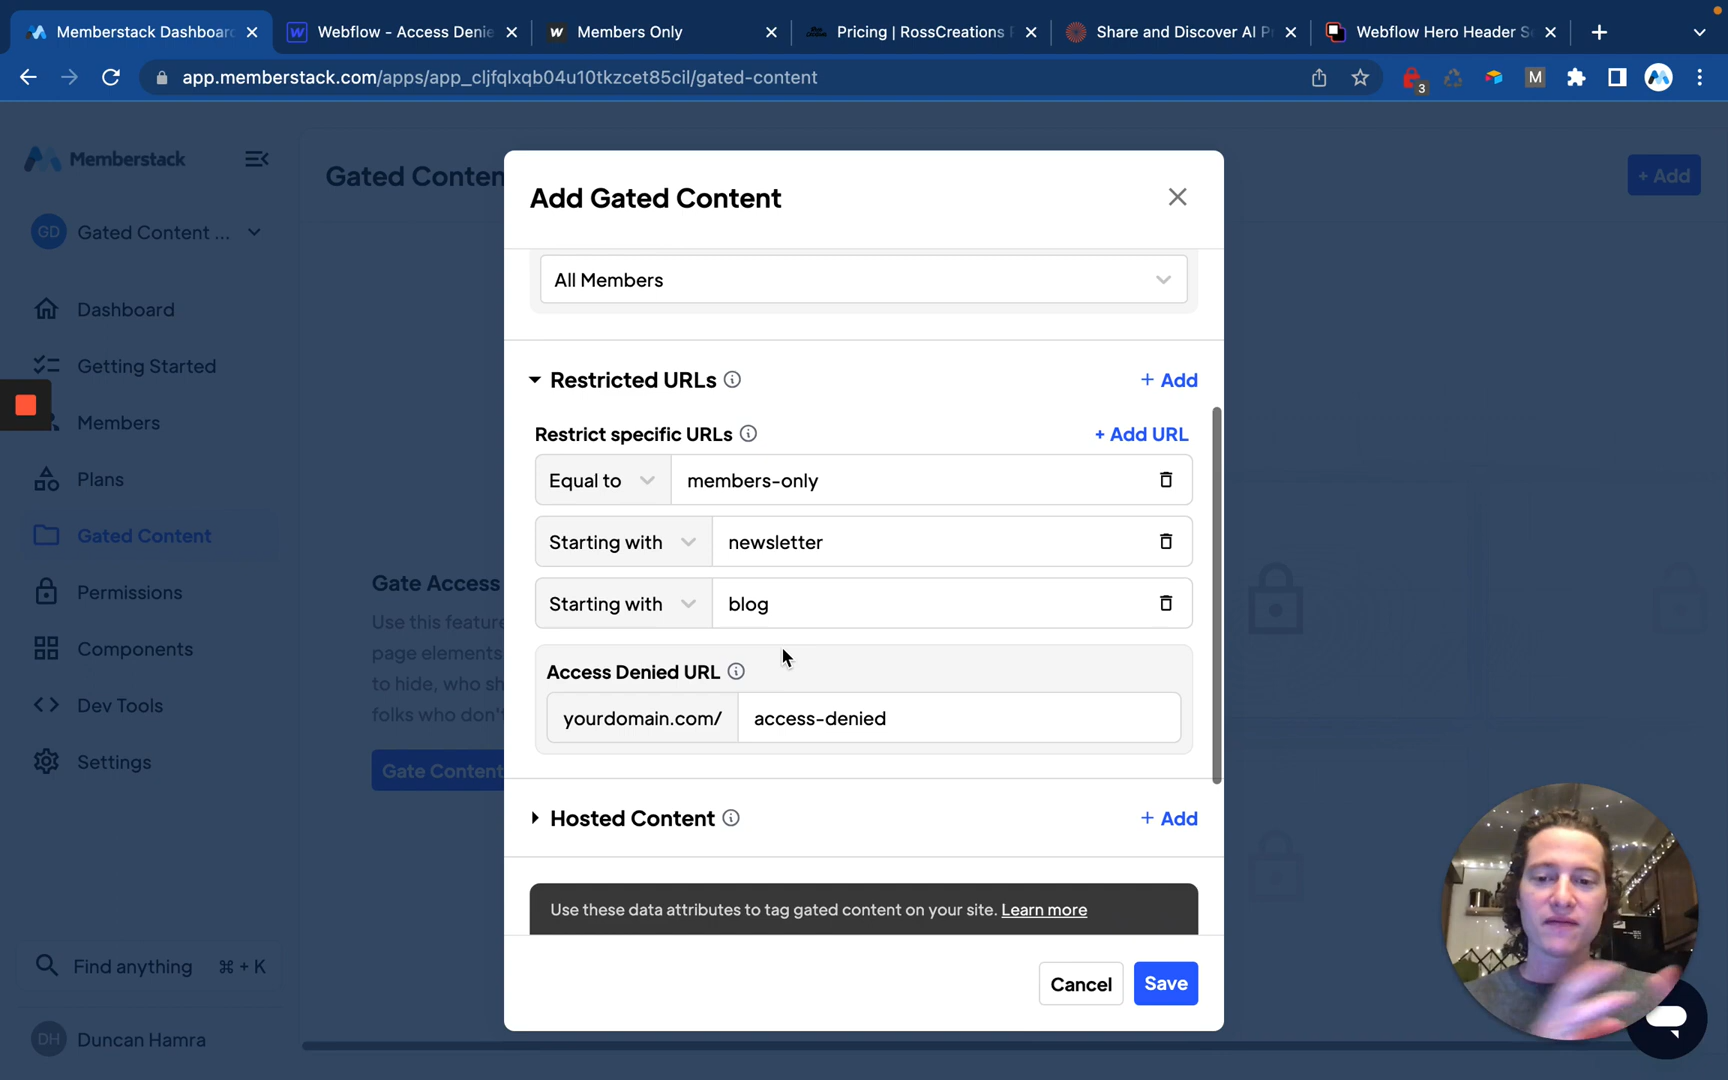 Memberstack Dashboar
Webflow - Access Denie
Members Only
Pricing | RossCreations
Share and Discover AI P
Webflow Hero Header S
app.memberstack.com/apps/app_cljfqlxqb04u10tkzcet85cil/gated-content
3
M
Memberstack
Gated Conten
+ Add
Add Gated Content
GD
Gated Content ...
All Members
Dashboard
Getting Started
Members
Plans
Gated Content
Permissions
Components
Dev Tools
Settings
Restricted URLs
+ Add
Restrict specific URLs
+ Add URL
Equal to
members-only
Starting with
newsletter
Starting with
blog
Access Denied URL
yourdomain.com/
access-denied
Gate Access
Use this feature
page elements
to hide, who sh
folks who don'
Gate Content
Hosted Content
+ Add
Use these data attributes to tag gated content on your site. Learn more
Cancel
Save
Find anything
⌘ + K
DH
Duncan Hamra